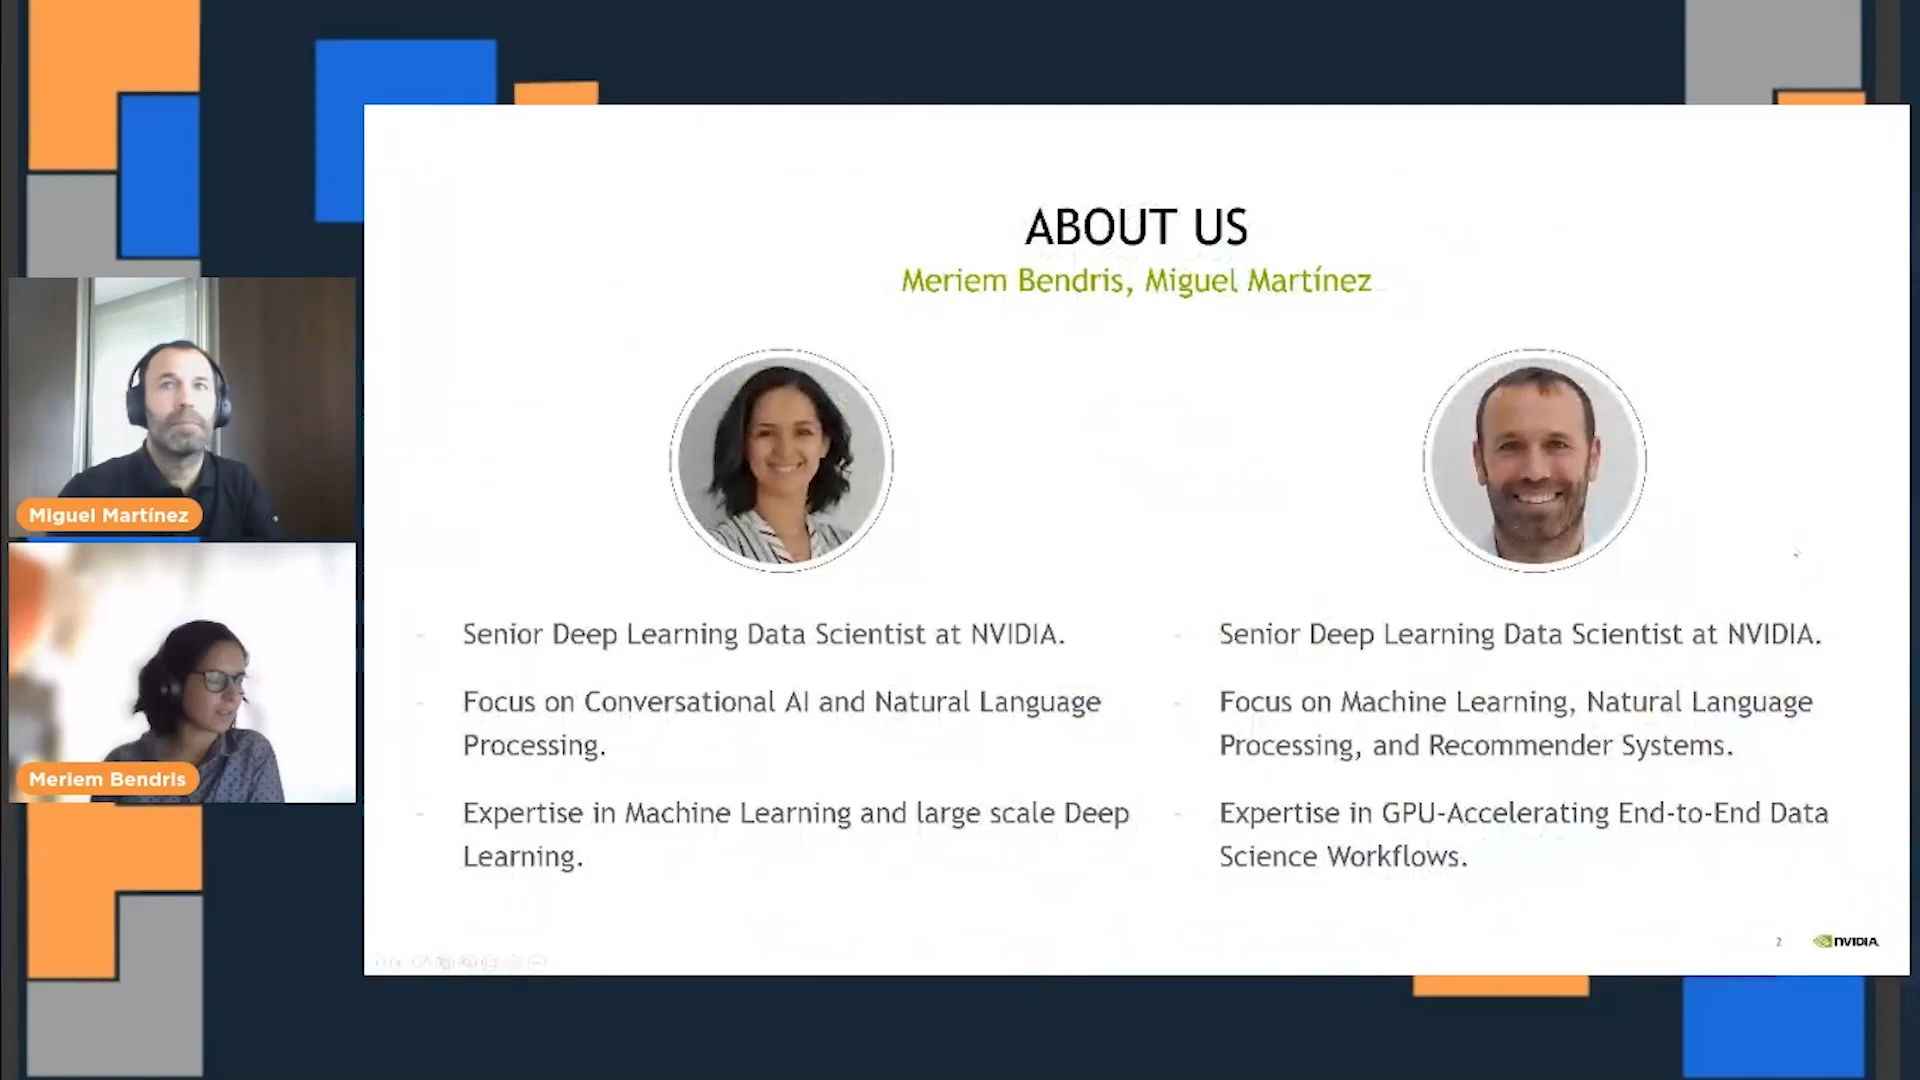 ABOUT US
Meriem Bendris, Miguel Martínez
Miguel Martínez
Meriem Bendris
- Senior Deep Learning Data Scientist at NVIDIA.
- Focus on Conversational AI and Natural Language
Processing.
- Expertise in Machine Learning and large scale Deep
Learning.
- Senior Deep Learning Data Scientist at NVIDIA.
- Focus on Machine Learning, Natural Language
Processing, and Recommender Systems.
- Expertise in GPU-Accelerating End-to-End Data
Science Workflows.
2
NVIDIA